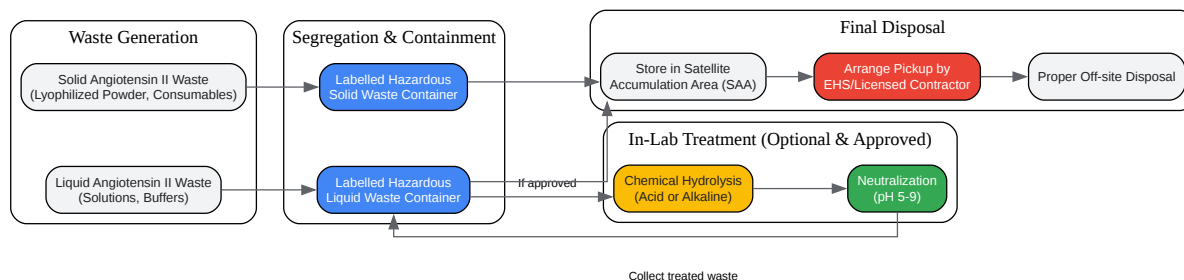 Waste Generation
Solid Angiotensin II Waste
(Lyophilized Powder, Consumables)
Liquid Angiotensin II Waste
(Solutions, Buffers)
Segregation & Containment
Labelled Hazardous
Solid Waste Container
Labelled Hazardous
Liquid Waste Container
If approved
Final Disposal
Store in Satellite
Accumulation Area (SAA)
Arrange Pickup by
EHS/Licensed Contractor
Proper Off-site Disposal
In-Lab Treatment (Optional & Approved)
Chemical Hydrolysis
(Acid or Alkaline)
Neutralization
(pH 5-9)
Collect treated waste